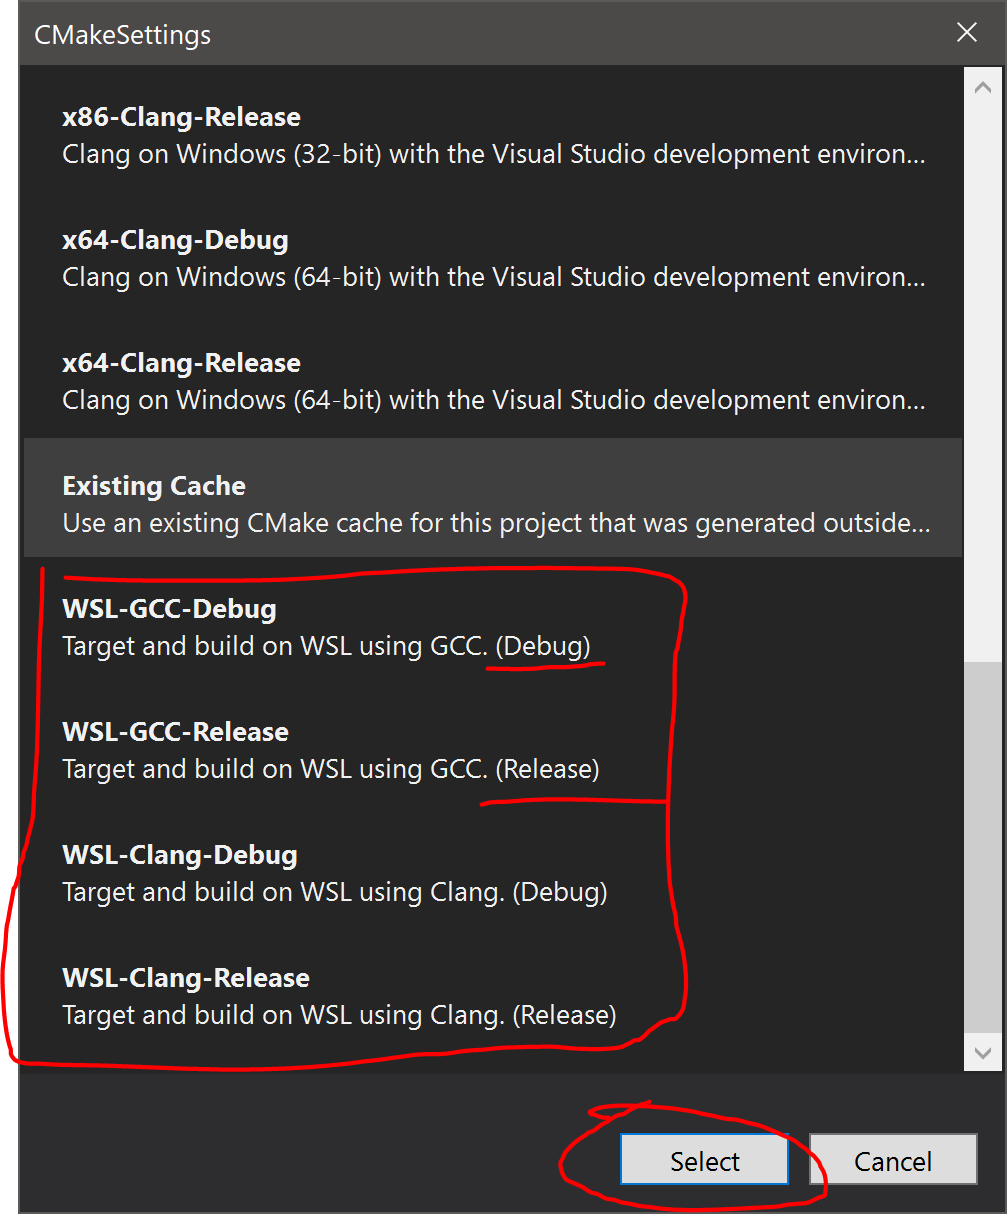 CMakeSettings
x86-Clang-Release
Clang on Windows (32-bit) with the Visual Studio development environ...
x64-Clang-Debug
Clang on Windows (64-bit) with the Visual Studio development environ...
x64-Clang-Release
Clang on Windows (64-bit) with the Visual Studio development environ...
Existing Cache
Use an existing CMake cache for this project that was generated outside...
WSL-GCC-Debug
Target and build on WSL using GCC. (Debug)
WSL-GCC-Release
Target and build on WSL using GCC. (Release)
WSL-Clang-Debug
Target and build on WSL using Clang. (Debug)
WSL-Clang-Release
Target and build on WSL using Clang. (Release)
Select
Cancel